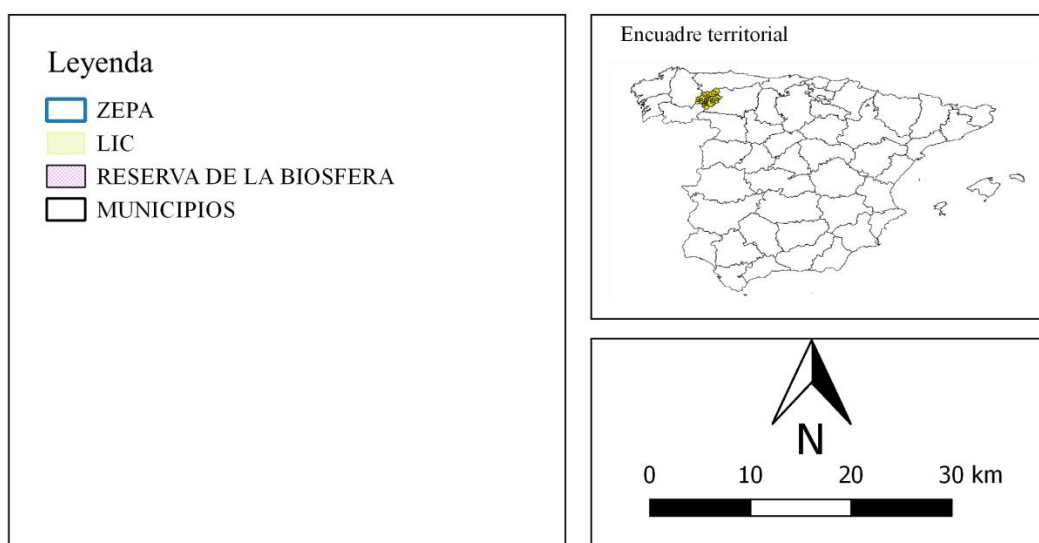 Leyenda
ZEPA
LIC
RESERVA DE LA BIOSFERA
MUNICIPIOS
Encuadre territorial
N
0 10 20 30 km